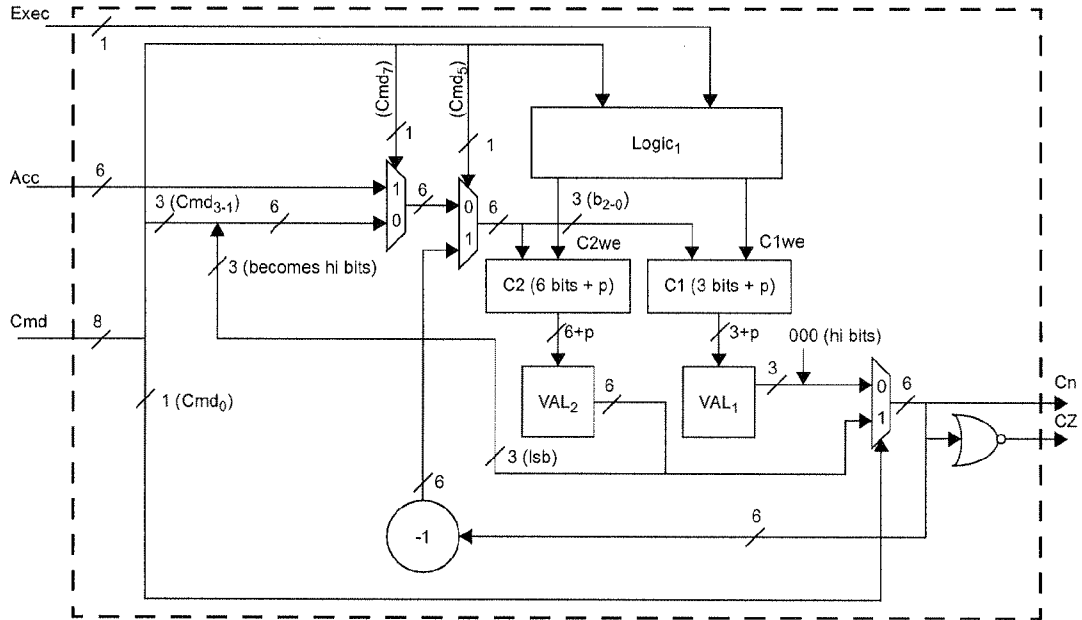 Exec
1
(Cmd₇)
(Cmd₅)
1
1
Logic₁
Acc
6
1
0
6
0
1
6
3 (Cmd₃₋₁)
6
3 (b₂₋₀)
C2we
C1we
3 (becomes hi bits)
C2 (6 bits + p)
C1 (3 bits + p)
Cmd
8
6+p
3+p
000 (hi bits)
1 (Cmd₀)
VAL₂
6
VAL₁
3
0
1
6
Cn
CZ
3 (lsb)
6
-1
6